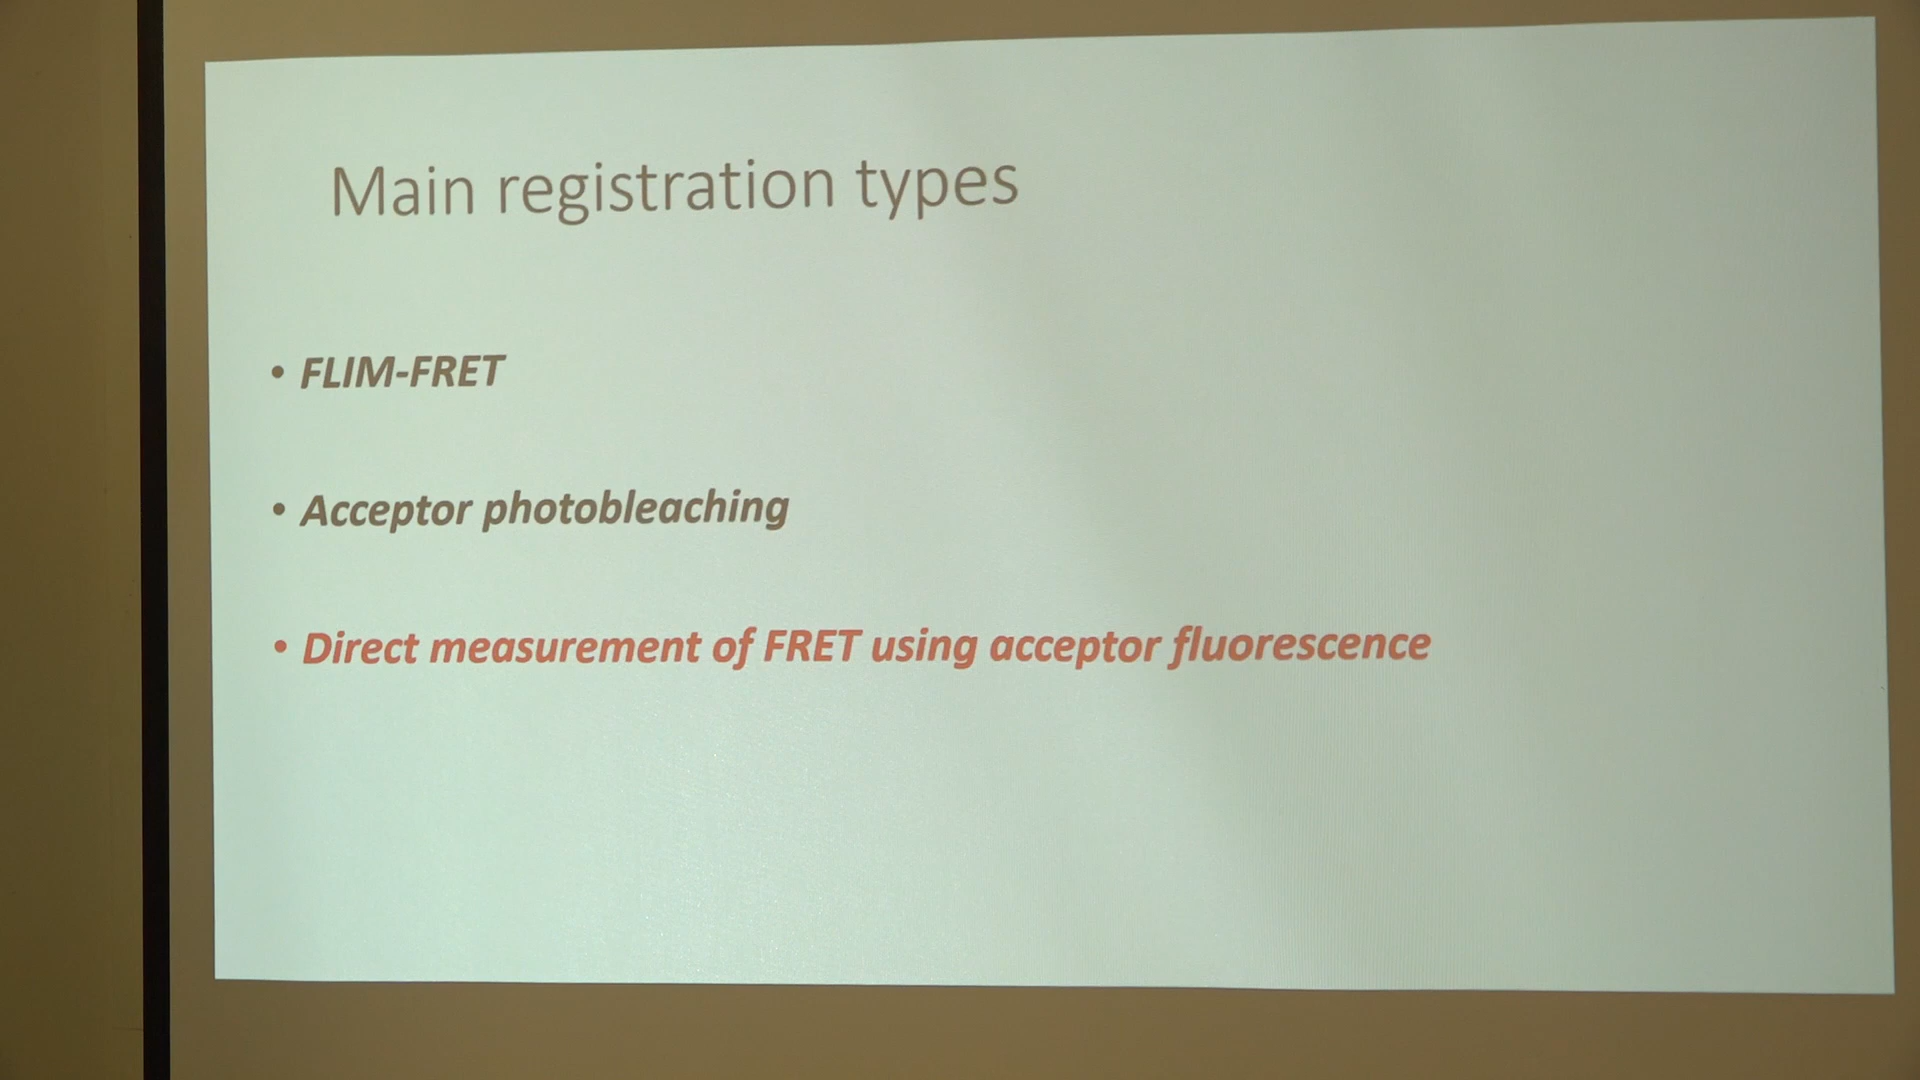 Main registration types
• FLIM-FRET
• Acceptor photobleaching
• Direct measurement of FRET using acceptor fluorescence